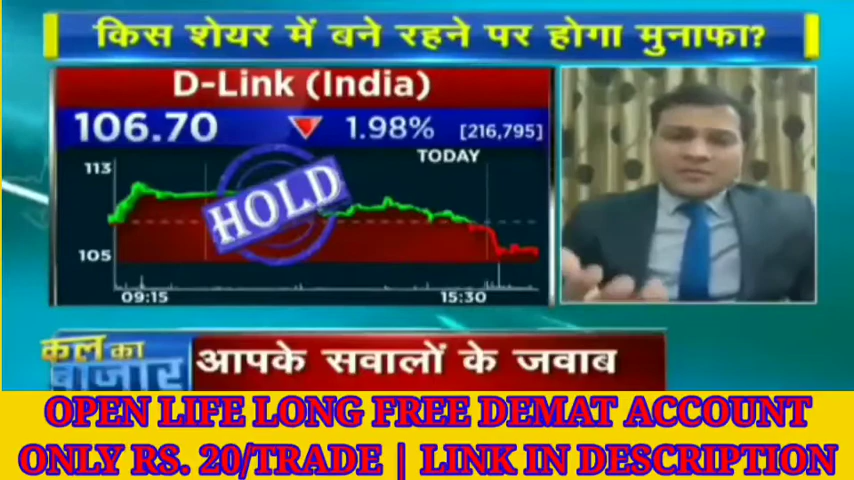 किस शेयर में बने रहने पर होगा मुनाफा?
D-Link (India)
106.70 ▼ 1.98% [216,795]
TODAY
113
HOLD
105
09:15 15:30
कल का
बाजार
आपके सवालों के जवाब
OPEN LIFE LONG FREE DEMAT ACCOUNT
ONLY RS. 20/TRADE | LINK IN DESCRIPTION